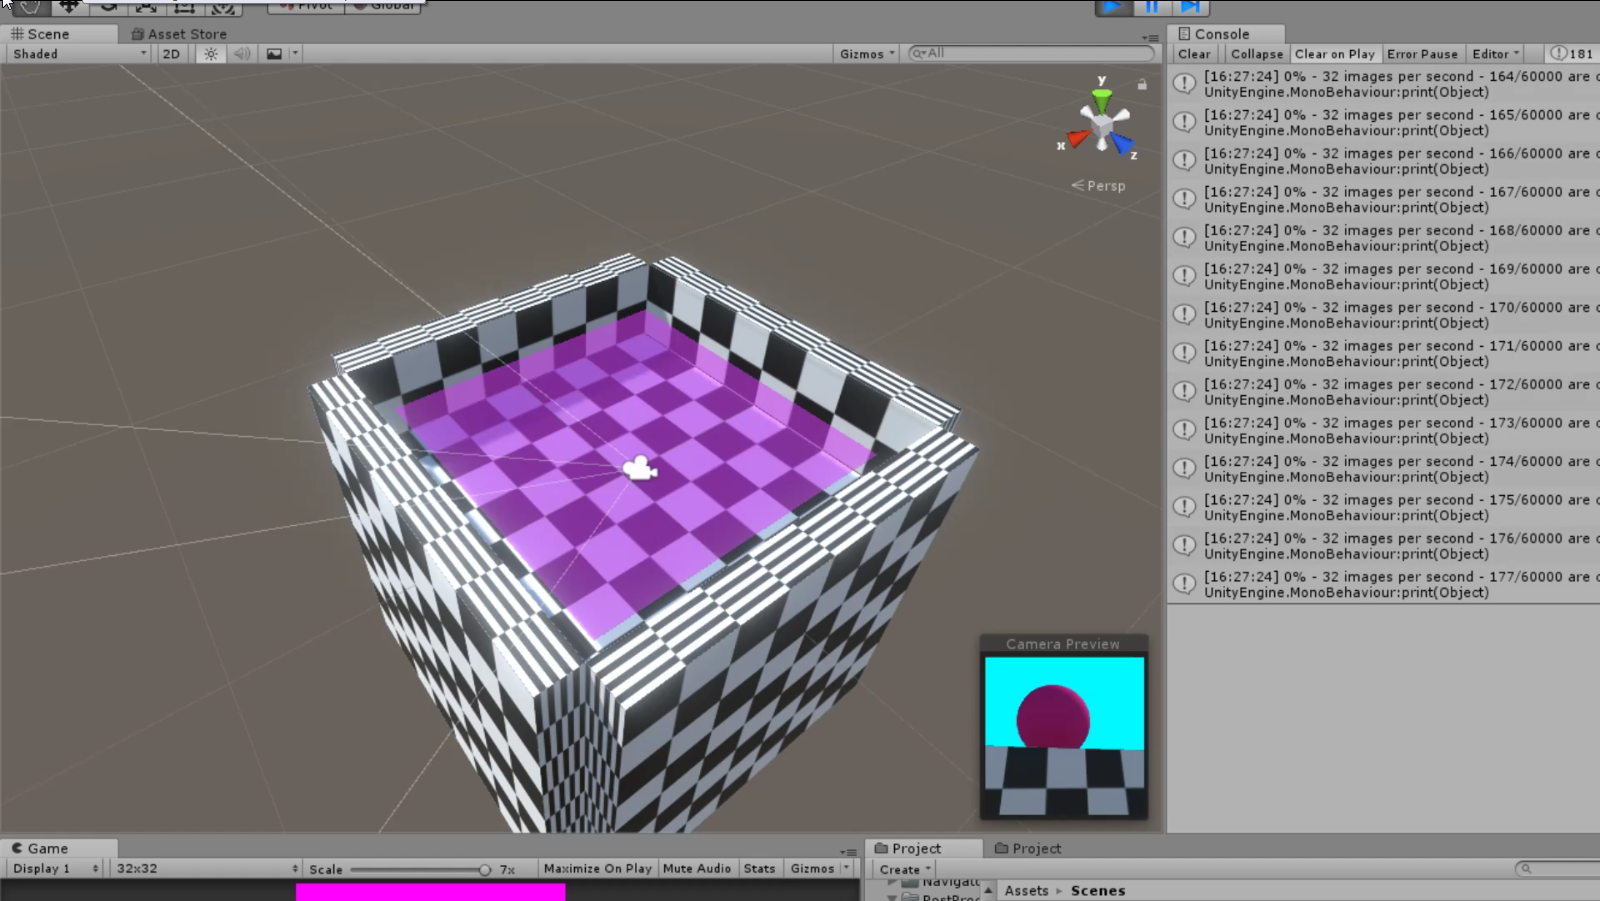 Pivot
Global
Scene
Asset Store
Shaded
2D
Gizmos
All
y
x
z
Persp
Camera Preview
Console
Clear
Collapse
Clear on Play
Error Pause
Editor
181
[16:27:24] 0% - 32 images per second - 164/60000 are
UnityEngine.MonoBehaviour:print(Object)
[16:27:24] 0% - 32 images per second - 165/60000 are
UnityEngine.MonoBehaviour:print(Object)
[16:27:24] 0% - 32 images per second - 166/60000 are
UnityEngine.MonoBehaviour:print(Object)
[16:27:24] 0% - 32 images per second - 167/60000 are
UnityEngine.MonoBehaviour:print(Object)
[16:27:24] 0% - 32 images per second - 168/60000 are
UnityEngine.MonoBehaviour:print(Object)
[16:27:24] 0% - 32 images per second - 169/60000 are
UnityEngine.MonoBehaviour:print(Object)
[16:27:24] 0% - 32 images per second - 170/60000 are
UnityEngine.MonoBehaviour:print(Object)
[16:27:24] 0% - 32 images per second - 171/60000 are
UnityEngine.MonoBehaviour:print(Object)
[16:27:24] 0% - 32 images per second - 172/60000 are
UnityEngine.MonoBehaviour:print(Object)
[16:27:24] 0% - 32 images per second - 173/60000 are
UnityEngine.MonoBehaviour:print(Object)
[16:27:24] 0% - 32 images per second - 174/60000 are
UnityEngine.MonoBehaviour:print(Object)
[16:27:24] 0% - 32 images per second - 175/60000 are
UnityEngine.MonoBehaviour:print(Object)
[16:27:24] 0% - 32 images per second - 176/60000 are
UnityEngine.MonoBehaviour:print(Object)
[16:27:24] 0% - 32 images per second - 177/60000 are
UnityEngine.MonoBehaviour:print(Object)
Game
Display 1
32x32
Scale
7x
Maximize On Play
Mute Audio
Stats
Gizmos
Project
Project
Create
Assets
Scenes